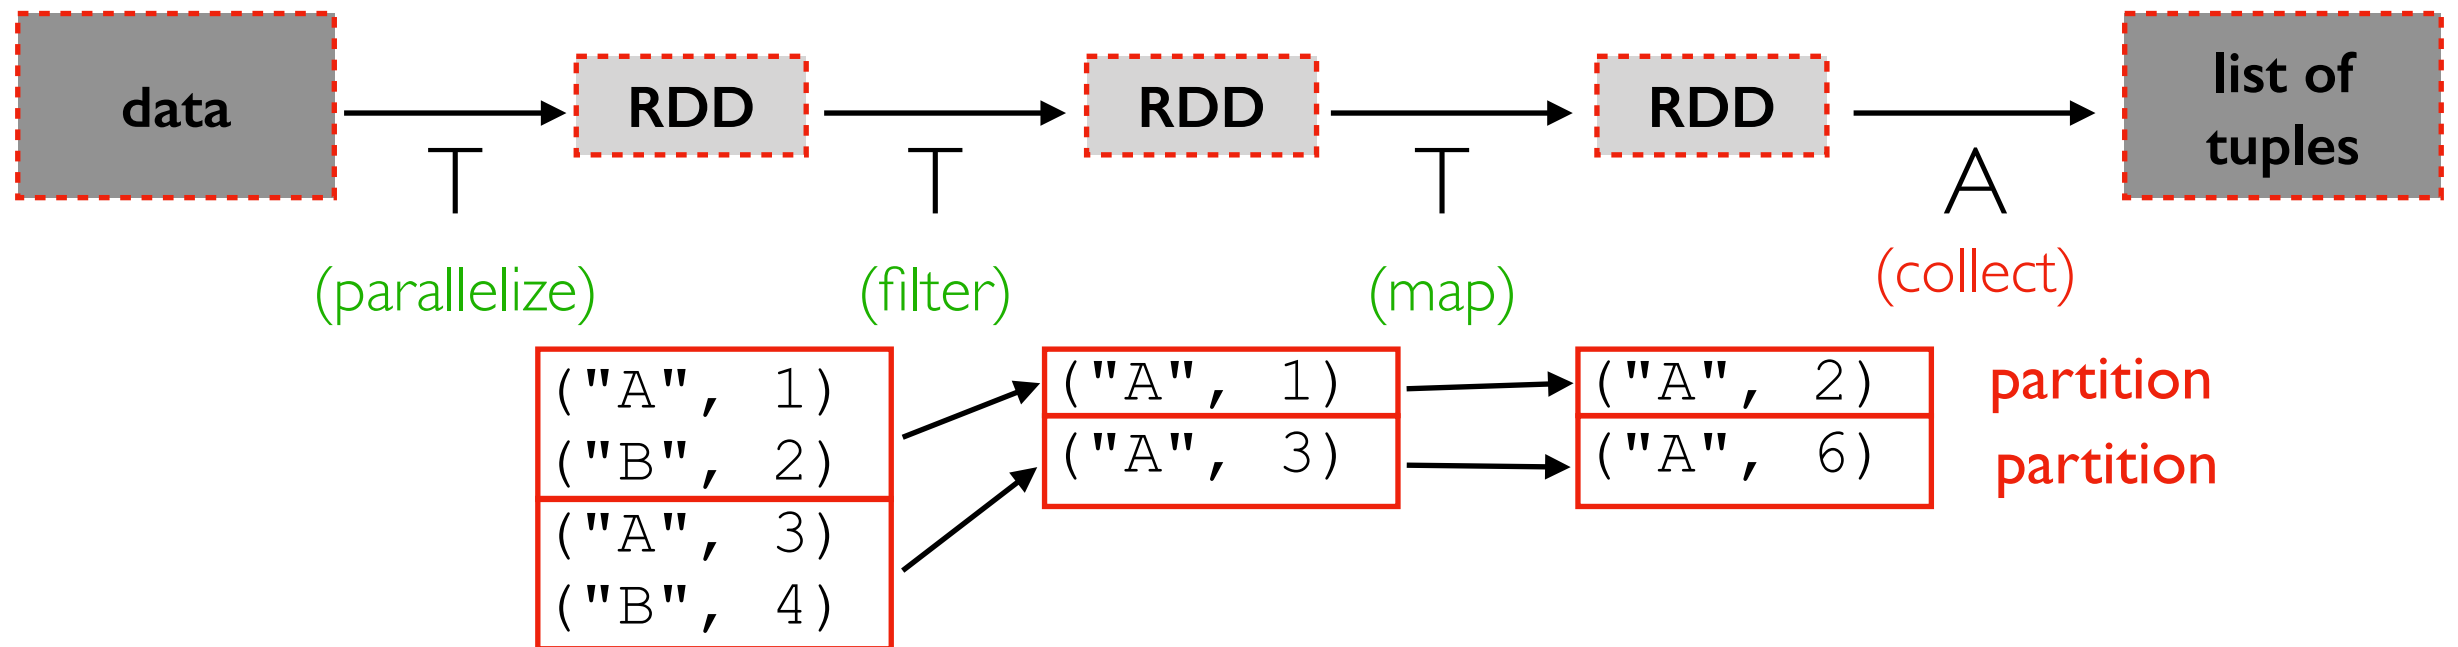 data
RDD
RDD
RDD
list of
tuples
T
T
T
A
(parallelize)
(filter)
(map)
(collect)
("A", 1)
("B", 2)
("A", 3)
("B", 4)
("A", 1)
("A", 3)
("A", 2)
("A", 6)
partition
partition